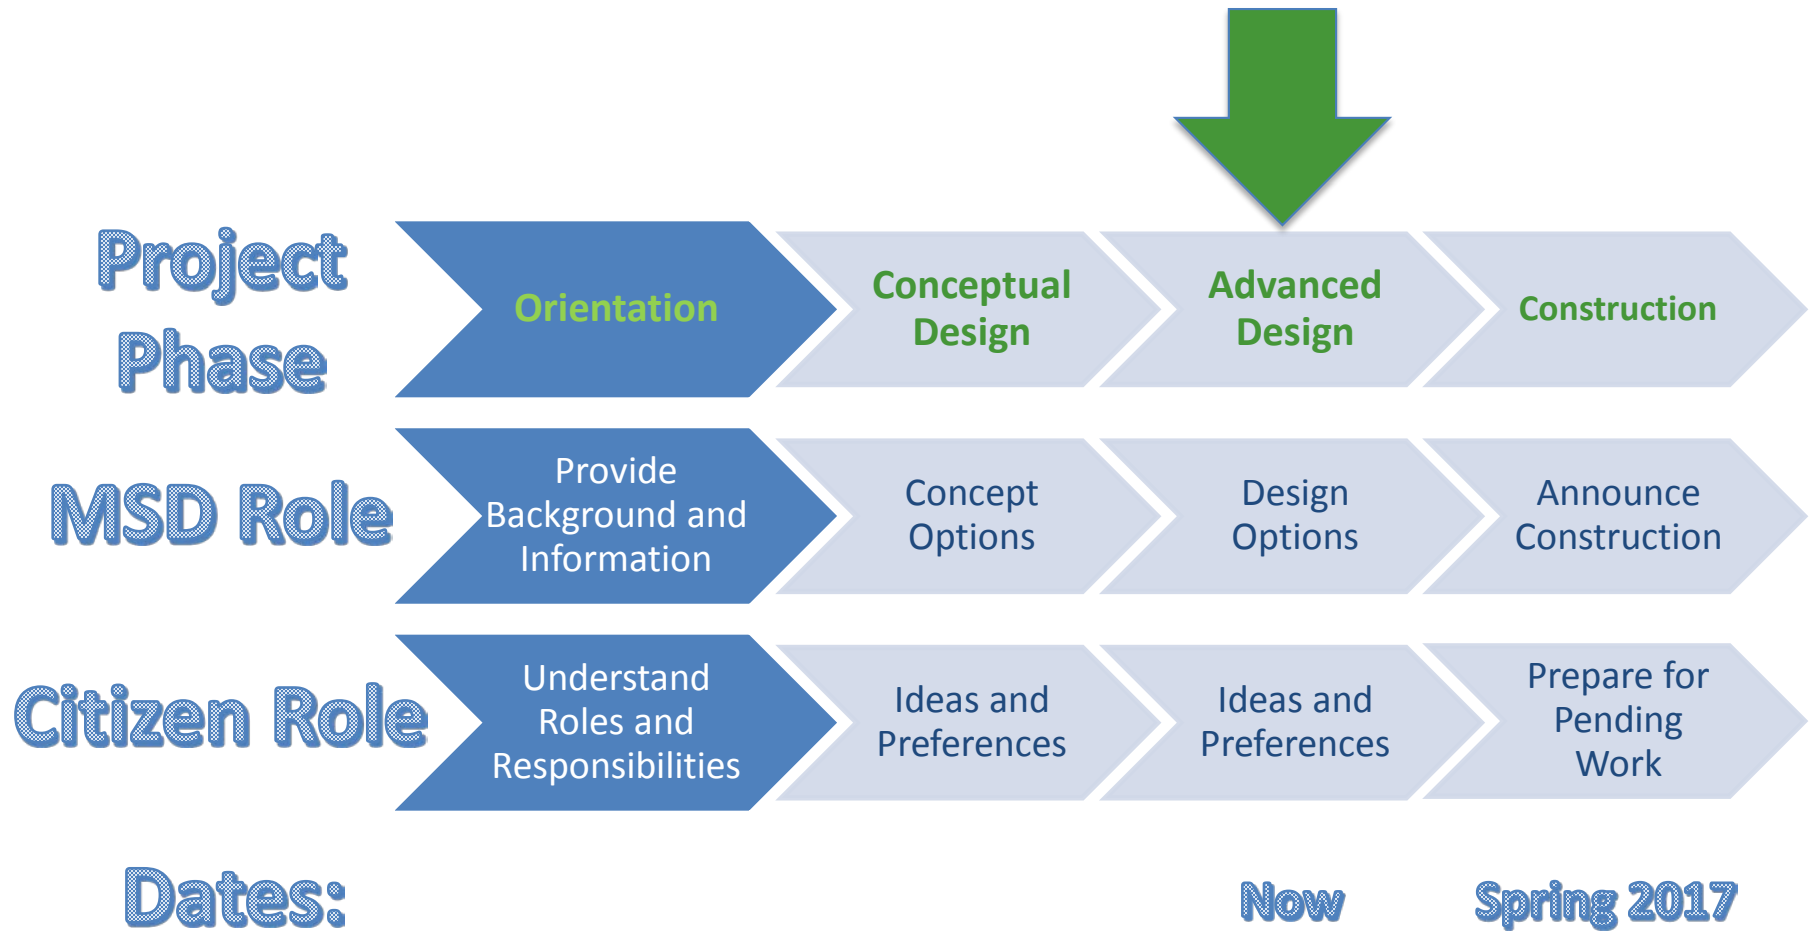 Project
Phase
Orientation
Conceptual
Design
Advanced
Design
Construction
MSD Role
Provide
Background and
Information
Concept
Options
Design
Options
Announce
Construction
Citizen Role
Understand
Roles and
Responsibilities
Ideas and
Preferences
Ideas and
Preferences
Prepare for
Pending
Work
Dates:
Now
Spring 2017